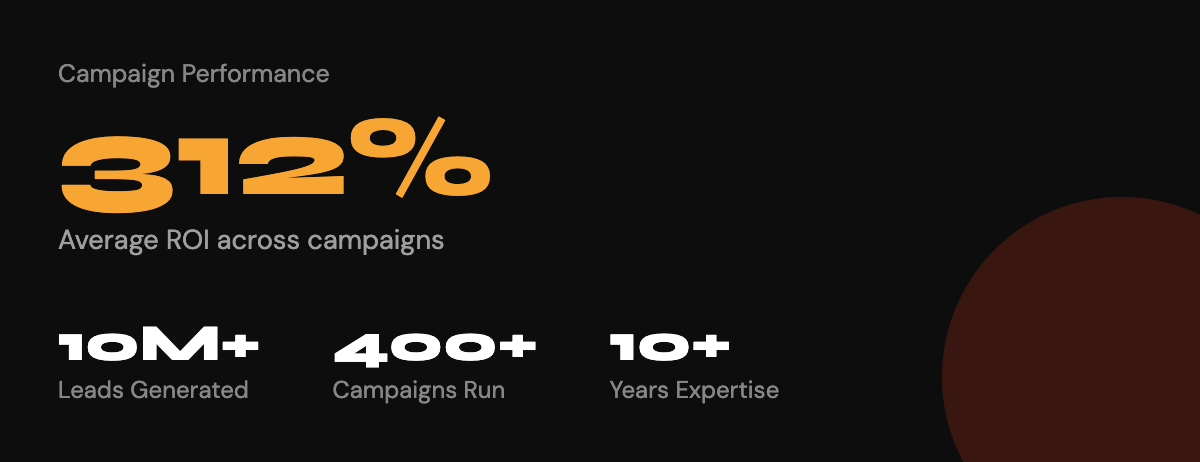 Campaign Performance
312%
Average ROI across campaigns
10M+ 400+ 10+
Leads Generated Campaigns Run Years Expertise